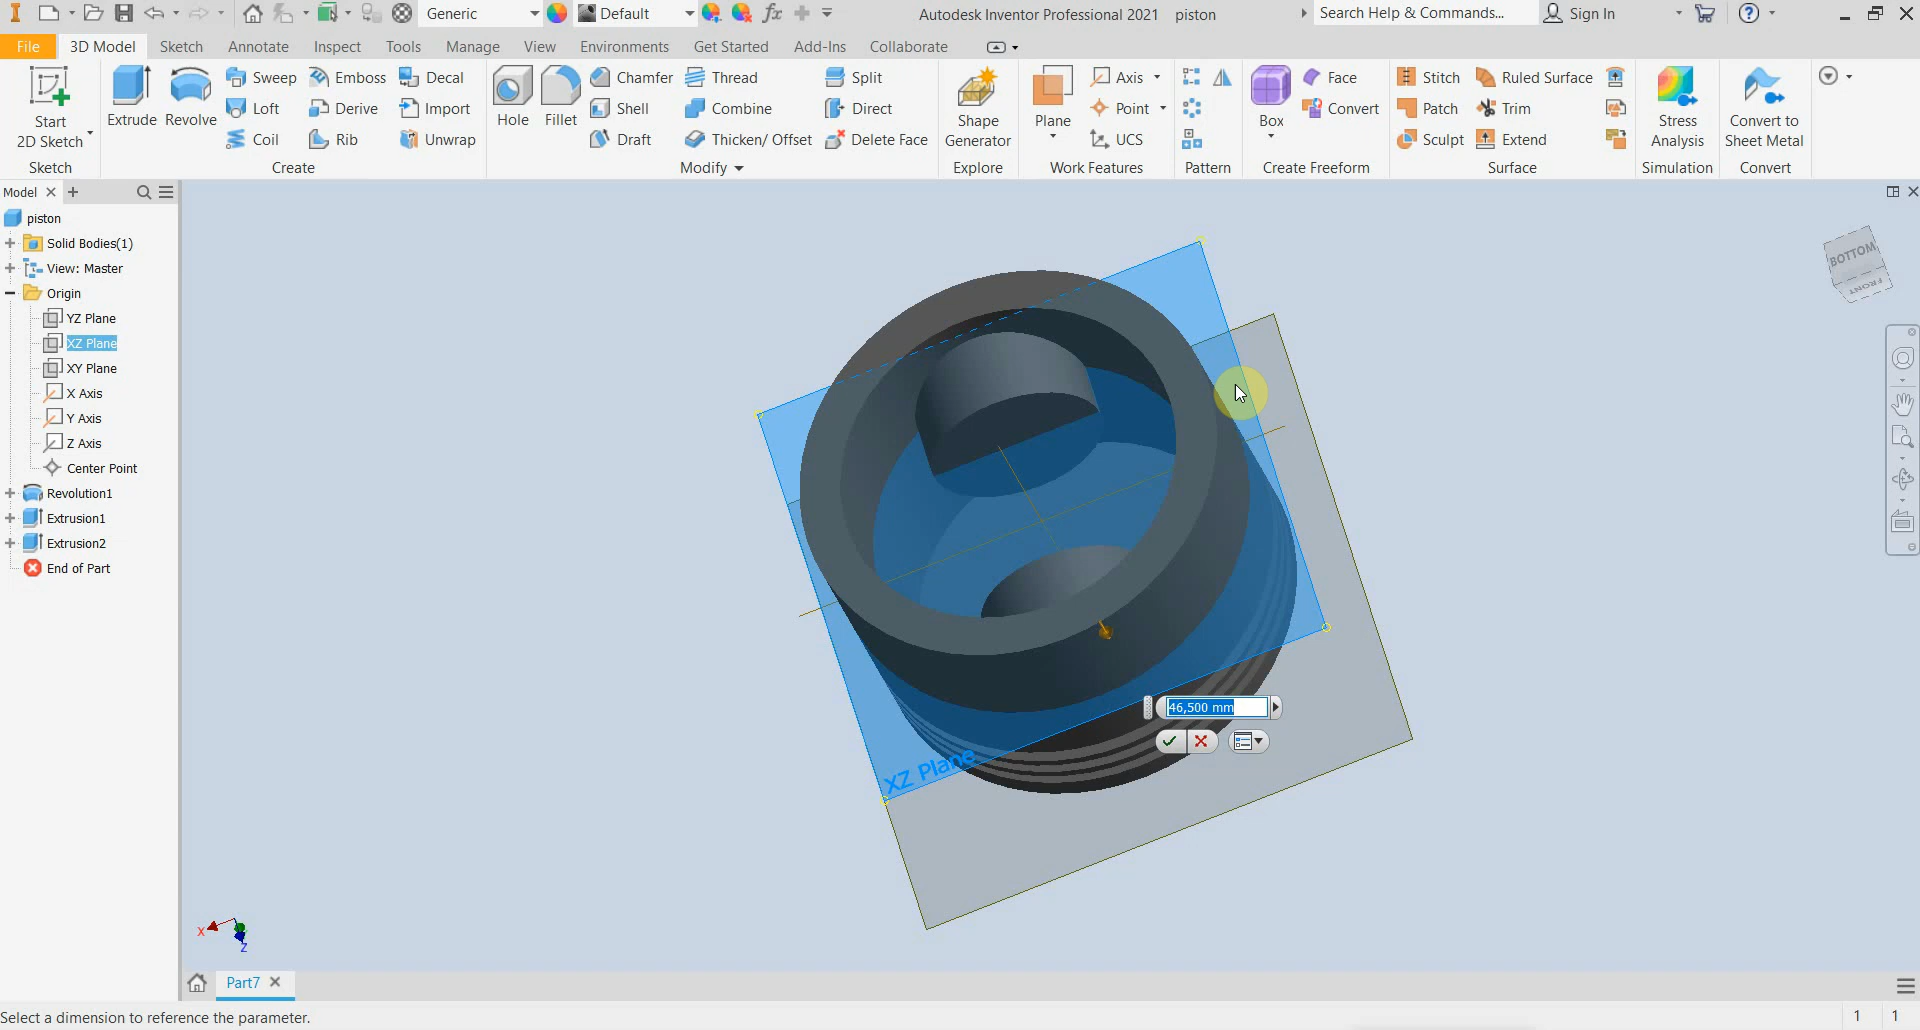 Generic
Default
Autodesk Inventor Professional 2021 piston
Search Help & Commands...
Sign In
File
3D Model
Sketch
Annotate
Inspect
Tools
Manage
View
Environments
Get Started
Add-Ins
Collaborate
Start
2D Sketch
Sketch
Extrude
Revolve
Sweep
Loft
Coil
Emboss
Derive
Rib
Decal
Import
Unwrap
Create
Hole
Fillet
Chamfer
Shell
Draft
Thread
Combine
Thicken/ Offset
Split
Direct
Delete Face
Modify
Shape
Generator
Explore
Plane
Axis
Point
UCS
Work Features
Pattern
Box
Face
Convert
Create Freeform
Stitch
Patch
Sculpt
Ruled Surface
Trim
Extend
Surface
Stress
Analysis
Simulation
Convert to
Sheet Metal
Convert
Model
piston
Solid Bodies(1)
View: Master
Origin
YZ Plane
XZ Plane
XY Plane
X Axis
Y Axis
Z Axis
Center Point
Revolution1
Extrusion1
Extrusion2
End of Part
BOTTOM
FRONT
46,500 mm
XZ Plane
X
Z
Part7
Select a dimension to reference the parameter.
1 1